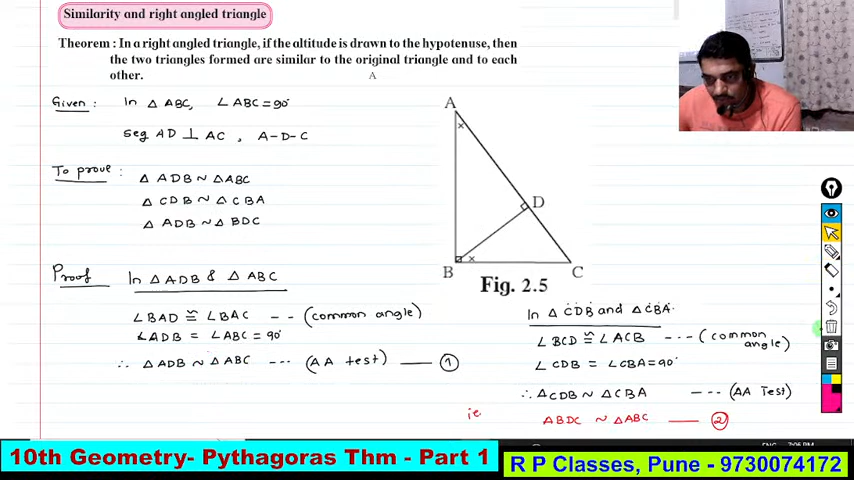 Similarity and right angled triangle
Theorem : In a right angled triangle, if the altitude is drawn to the hypotenuse, then
the two triangles formed are similar to the original triangle and to each
other.
A
Given :
In △ ABC, ∠ ABC = 90°
seg AD ⊥ AC , A-D-C
To prove :
△ ADB ~ △ABC
△ CDB ~ △ CBA
△ ADB ~ △ BDC
A
×
D
B
×
C
Fig. 2.5
Proof
In △ ADB & △ ABC
∠BAD ≅ ∠BAC -- (common angle)
∠ADB = ∠ABC = 90°
∴ △ADB ~ △ABC --- (AA test) —— ①
In △ CDB and △CBA.
∠BCD ≅ ∠ACB --- (common
angle)
∠CDB = ∠CBA=90°
∴ △CDB ~ △CBA --- (AA Test)
ie
ABDC ~ △ABC —— ②
10th Geometry- Pythagoras Thm - Part 1
R P Classes, Pune - 9730074172